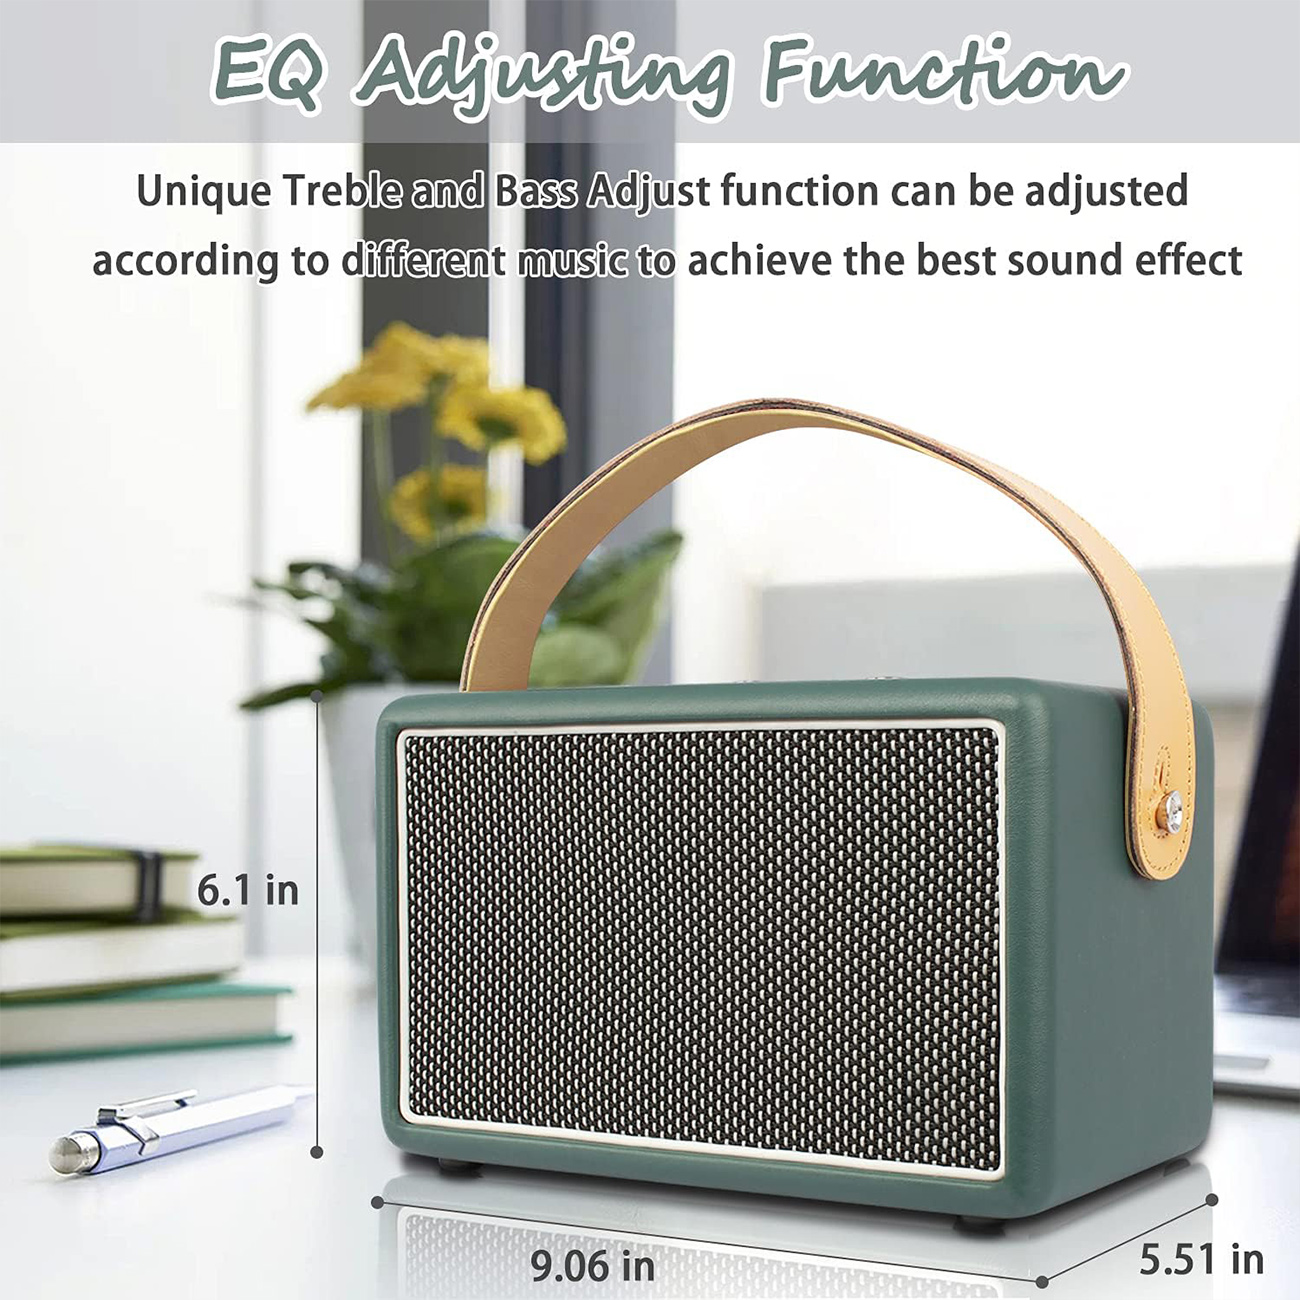 EQ Adjusting Function
Unique Treble and Bass Adjust function can be adjusted
according to different music to achieve the best sound effect
6.1 in
9.06 in
5.51 in